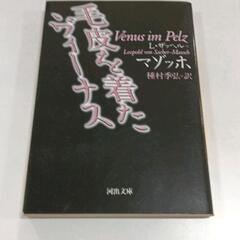 毛皮を着た
ヴィーナス
Venus im Pelz
L・ザッヘル＝
Leopold von Sacher-Masoch
マゾッホ
種村季弘・訳
河出文庫